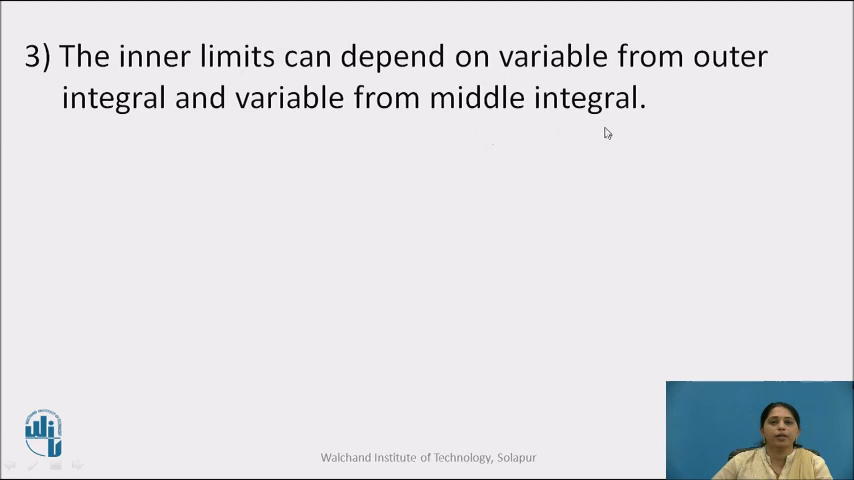 3) The inner limits can depend on variable from outer
integral and variable from middle integral.
Walchand Institute of Technology, Solapur